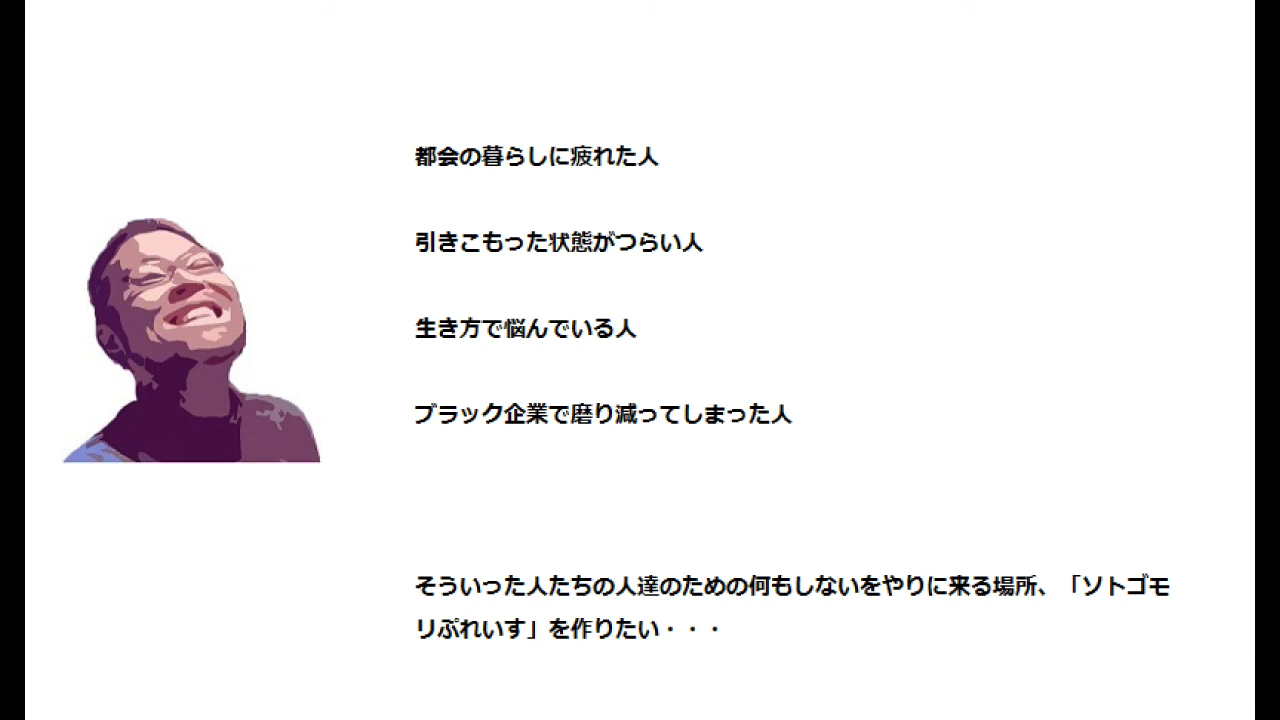 都会の暮らしに疲れた人
引きこもった状態がつらい人
生き方で悩んでいる人
ブラック企業で磨り減ってしまった人
そういった人たちの人達のための何もしないをやりに来る場所、「ソトゴモ
リぷれいす」を作りたい・・・